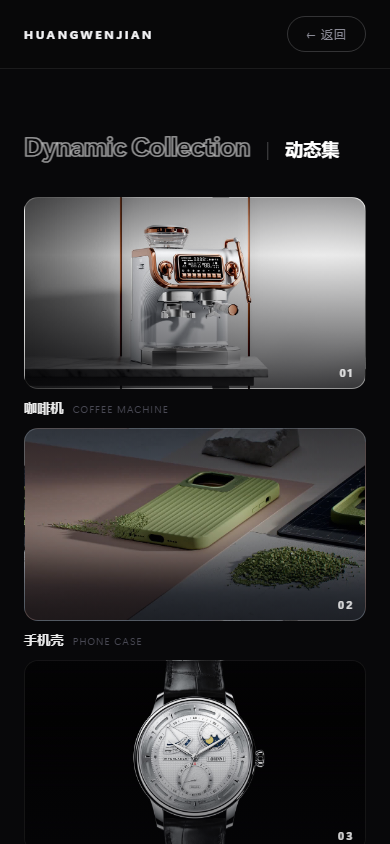 HUANGWENJIAN
← 返回
Dynamic Collection | 动态集
01
咖啡机 COFFEE MACHINE
02
手机壳 PHONE CASE
03